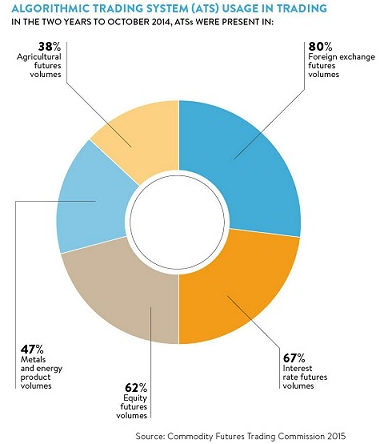 ALGORITHMIC TRADING SYSTEM (ATS) USAGE IN TRADING
IN THE TWO YEARS TO OCTOBER 2014, ATSs WERE PRESENT IN:
38%
Agricultural
futures
volumes
80%
Foreign exchange
futures
volumes
47%
Metals
and energy
product
volumes
62%
Equity
futures
volumes
67%
Interest
rate futures
volumes
Source: Commodity Futures Trading Commission 2015